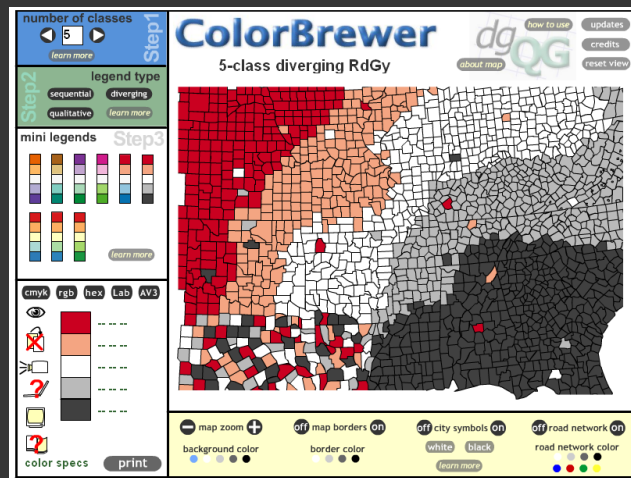 number of classes
5
learn more
Step1
ColorBrewer
5-class diverging RdGy
dg
QG
how to use
about map
updates
credits
reset view
Step2
legend type
sequential
diverging
qualitative
learn more
mini legends
Step3
learn more
cmyk rgb hex Lab AV3
color specs
print
map zoom
off map borders on
off city symbols on
off road network on
background color
border color
white black
road network color
learn more